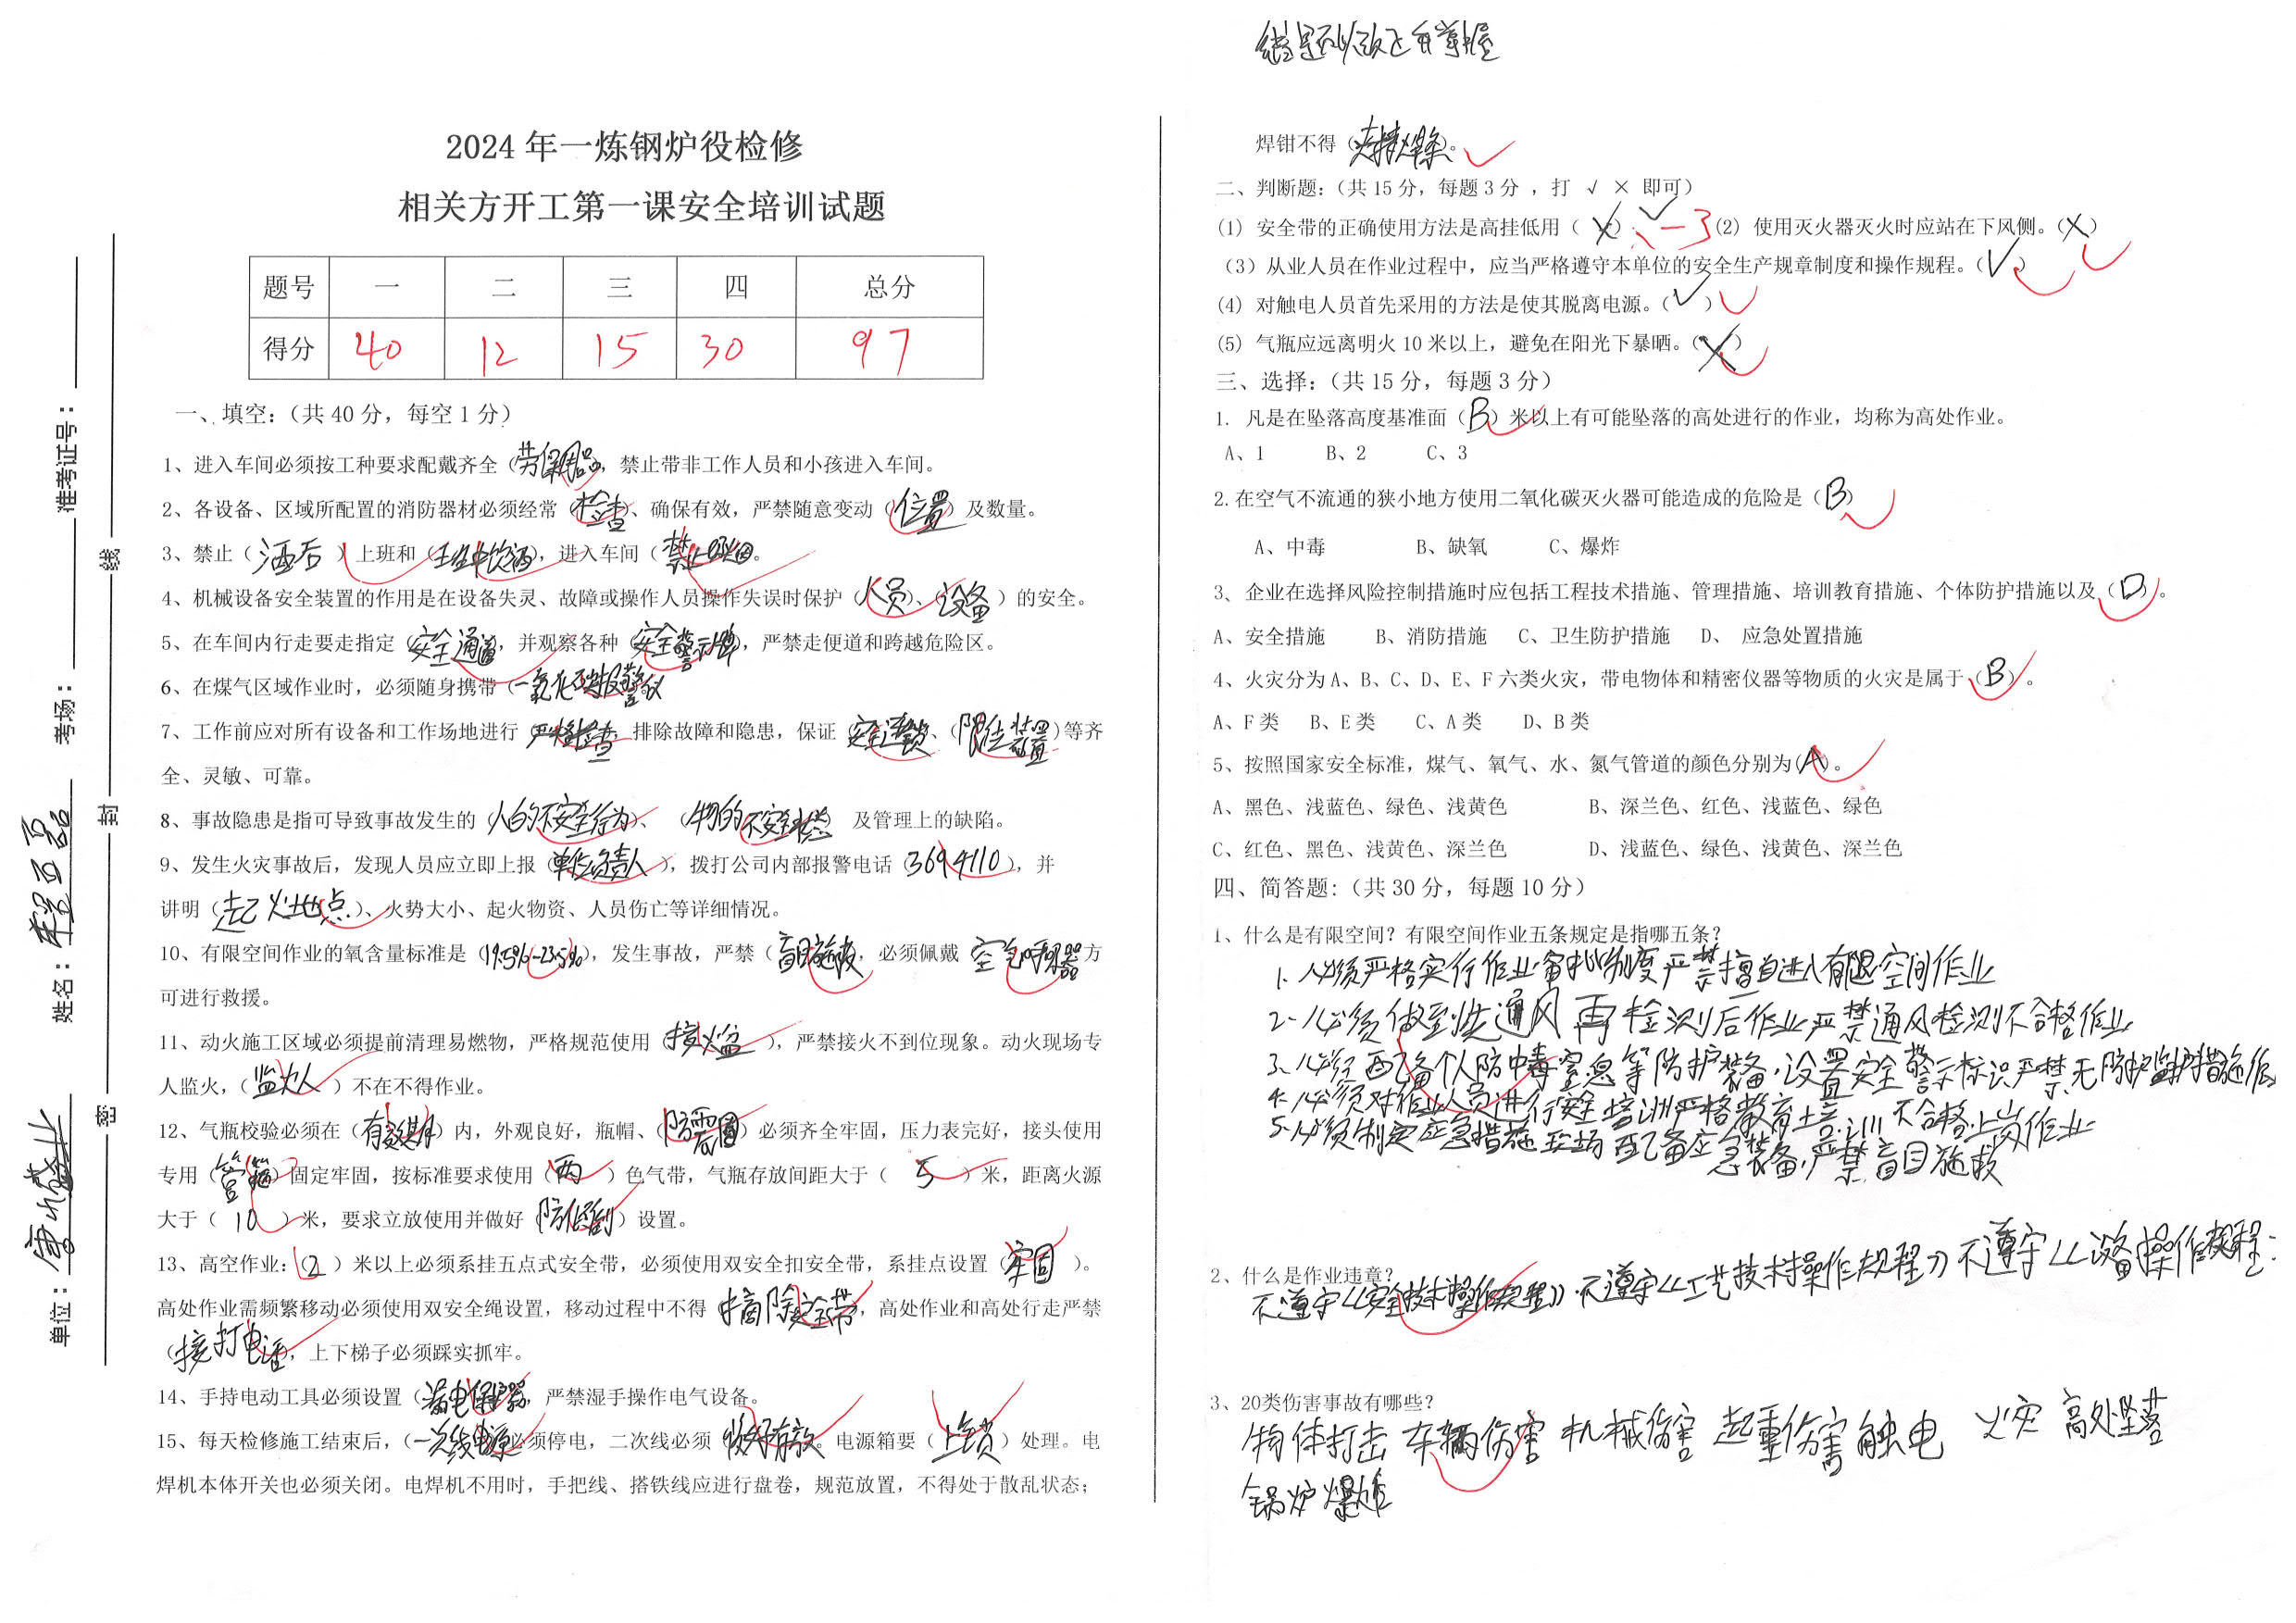 2024年一炼钢炉役检修
相关方开工第一课安全培训试题
题号 一 二 三 四 总分
得分 40 12 15 30 97
一、填空:（共40分，每空1分）
1、进入车间必须按工种要求配戴齐全（劳保用品），禁止带非工作人员和小孩进入车间。
2、各设备、区域所配置的消防器材必须经常（检查）、确保有效，严禁随意变动（位置）及数量。
3、禁止（酒后）上班和（班中饮酒），进入车间（禁止吸烟）。
4、机械设备安全装置的作用是在设备失灵、故障或操作人员操作失误时保护（人员）、（设备）的安全。
5、在车间内行走要走指定（安全通道），并观察各种（安全警示牌），严禁走便道和跨越危险区。
6、在煤气区域作业时，必须随身携带（一氧化碳报警仪
7、工作前应对所有设备和工作场地进行（严格检查，排除故障和隐患，保证（安全连锁、（限位装置）等齐
全、灵敏、可靠。
8、事故隐患是指可导致事故发生的（人的不安全行为）、（物的不安全状态 及管理上的缺陷。
9、发生火灾事故后，发现人员应立即上报（单位负责人），拨打公司内部报警电话（3694110），并
讲明（起火地点）、火势大小、起火物资、人员伤亡等详细情况。
10、有限空间作业的氧含量标准是（19.5%-23.5%），发生事故，严禁（盲目施救，必须佩戴 空气呼吸器方
可进行救援。
11、动火施工区域必须提前清理易燃物，严格规范使用（接火盆），严禁接火不到位现象。动火现场专
人监火，（监火人）不在不得作业。
12、气瓶校验必须在（有效期）内，外观良好，瓶帽、（防震圈）必须齐全牢固，压力表完好，接头使用
专用（管箍）固定牢固，按标准要求使用（两）色气带，气瓶存放间距大于（5）米，距离火源
大于（10）米，要求立放使用并做好（防倾倒）设置。
13、高空作业:（2）米以上必须系挂五点式安全带，必须使用双安全扣安全带，系挂点设置（牢固）。
高处作业需频繁移动必须使用双安全绳设置，移动过程中不得（摘除安全带，高处作业和高处行走严禁
（接打电话），上下梯子必须踩实抓牢。
14、手持电动工具必须设置（漏电保护器，严禁湿手操作电气设备。
15、每天检修施工结束后，（一次线电源必须停电，二次线必须（ 。电源箱要（上锁）处理。电
焊机本体开关也必须关闭。电焊机不用时，手把线、搭铁线应进行盘卷，规范放置，不得处于散乱状态；
准考证号：
考场：
姓名：程亚磊
单位：唐山盛业
线
封
密
错题以改正有掌握
焊钳不得（夹持焊条）。
二、判断题:（共15分，每题3分 ，打 √ × 即可）
(1) 安全带的正确使用方法是高挂低用（×） √ -3 (2) 使用灭火器灭火时应站在下风侧。（×）
（3）从业人员在作业过程中，应当严格遵守本单位的安全生产规章制度和操作规程。（√）
(4) 对触电人员首先采用的方法是使其脱离电源。（√）
(5) 气瓶应远离明火10米以上，避免在阳光下暴晒。（×）
三、选择:（共15分，每题3分）
1. 凡是在坠落高度基准面（B）米以上有可能坠落的高处进行的作业，均称为高处作业。
A、1 B、2 C、3
2.在空气不流通的狭小地方使用二氧化碳灭火器可能造成的危险是（B）
A、中毒 B、缺氧 C、爆炸
3、企业在选择风险控制措施时应包括工程技术措施、管理措施、培训教育措施、个体防护措施以及（D）。
A、安全措施 B、消防措施 C、卫生防护措施 D、 应急处置措施
4、火灾分为A、B、C、D、E、F六类火灾，带电物体和精密仪器等物质的火灾是属于（B）。
A、F类 B、E类 C、A类 D、B类
5、按照国家安全标准，煤气、氧气、水、氮气管道的颜色分别为（A）。
A、黑色、浅蓝色、绿色、浅黄色 B、深兰色、红色、浅蓝色、绿色
C、红色、黑色、浅黄色、深兰色 D、浅蓝色、绿色、浅黄色、深兰色
四、简答题:（共30分，每题10分）
1、什么是有限空间？有限空间作业五条规定是指哪五条？
1. 必须严格实行作业审批制度严禁擅自进入有限空间作业
2. 必须做到先通风再检测后作业严禁通风检测不合格作业
3、必须配备个人防中毒窒息等防护装备.设置安全警示标识严禁无防护监护措施作
4. 必须对作业人员进行安全培训严格教育培训不合格上岗作业
5. 必须制定应急措施现场配备应急装备，严禁盲目施救
2、什么是作业违章？
不遵守《安全技术操作规程》.不遵守《工艺技术操作规程》不遵守《设备操作规程:
3、20类伤害事故有哪些？
物体打击 车辆伤害 机械伤害 起重伤害 触电 火灾 高处坠落
锅炉爆炸